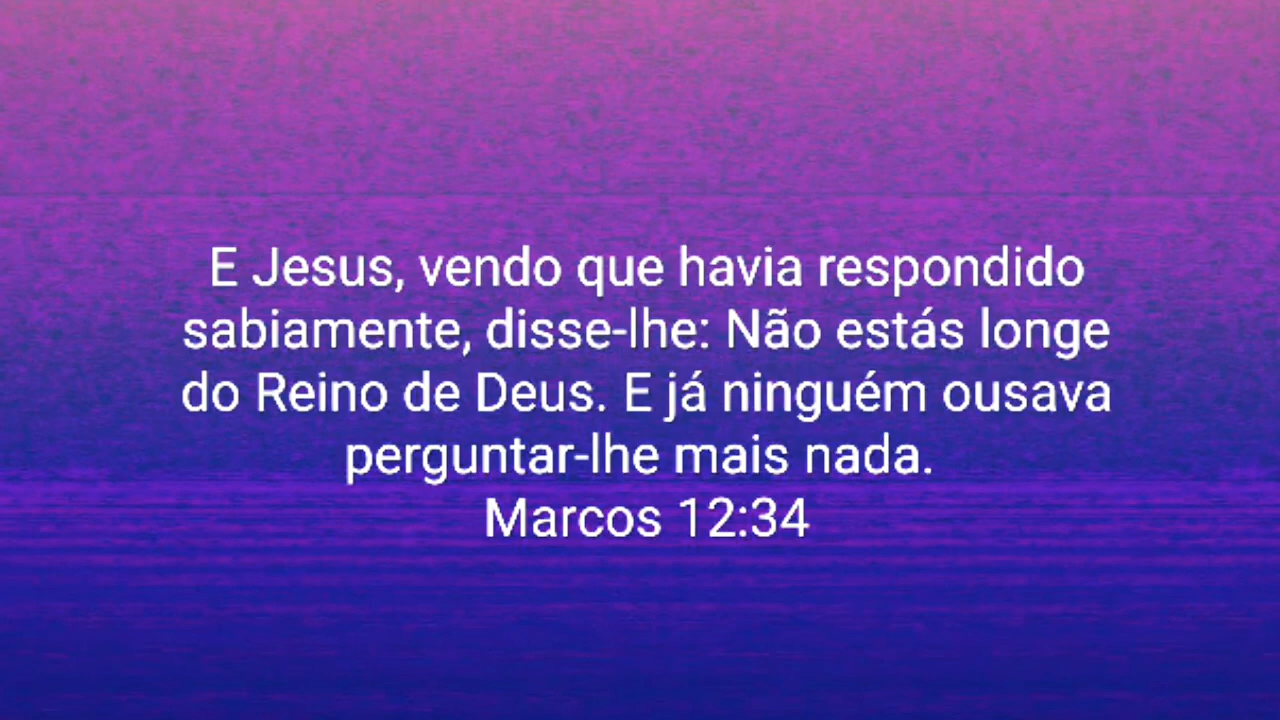 E Jesus, vendo que havia respondido
sabiamente, disse-lhe: Não estás longe
do Reino de Deus. E já ninguém ousava
perguntar-lhe mais nada.
Marcos 12:34